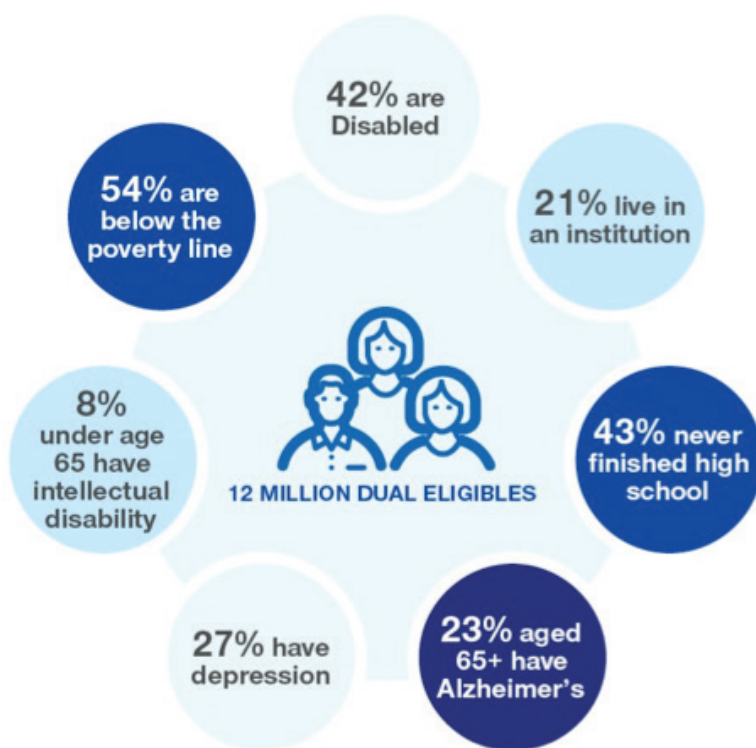 42% are
Disabled
21% live in
an institution
43% never
finished high
school
23% aged
65+ have
Alzheimer's
27% have
depression
8%
under age
65 have
intellectual
disability
54% are
below the
poverty line
12 MILLION DUAL ELIGIBLES